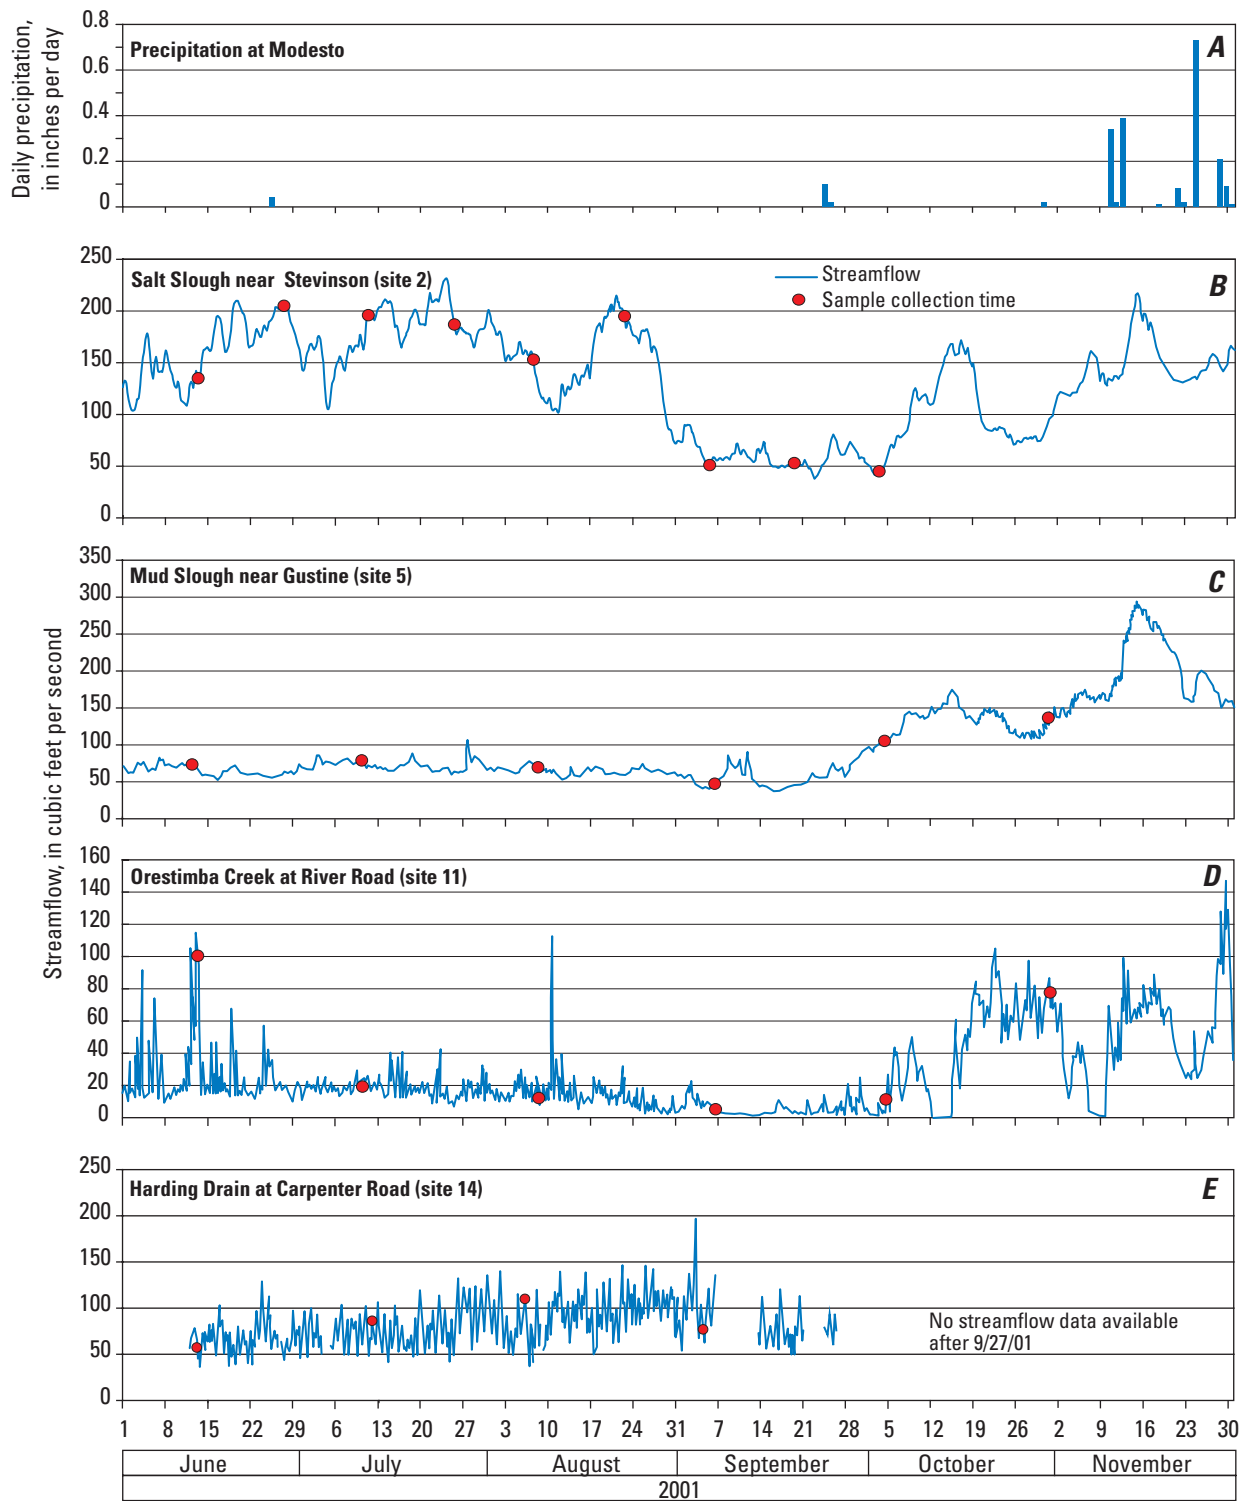 Daily precipitation,
in inches per day
0.8
0.6
0.4
0.2
0
Precipitation at Modesto
A
Streamflow, in cubic feet per second
250
200
150
100
50
0
Salt Slough near Stevinson (site 2)
Streamflow
Sample collection time
B
350
300
250
200
150
100
50
0
Mud Slough near Gustine (site 5)
C
160
140
120
100
80
60
40
20
0
Orestimba Creek at River Road (site 11)
D
250
200
150
100
50
0
Harding Drain at Carpenter Road (site 14)
E
No streamflow data available
after 9/27/01
1 8 15 22 29 6 13 20 27 3 10 17 24 31 7 14 21 28 5 12 19 26 2 9 16 23 30
June July August September October November
2001